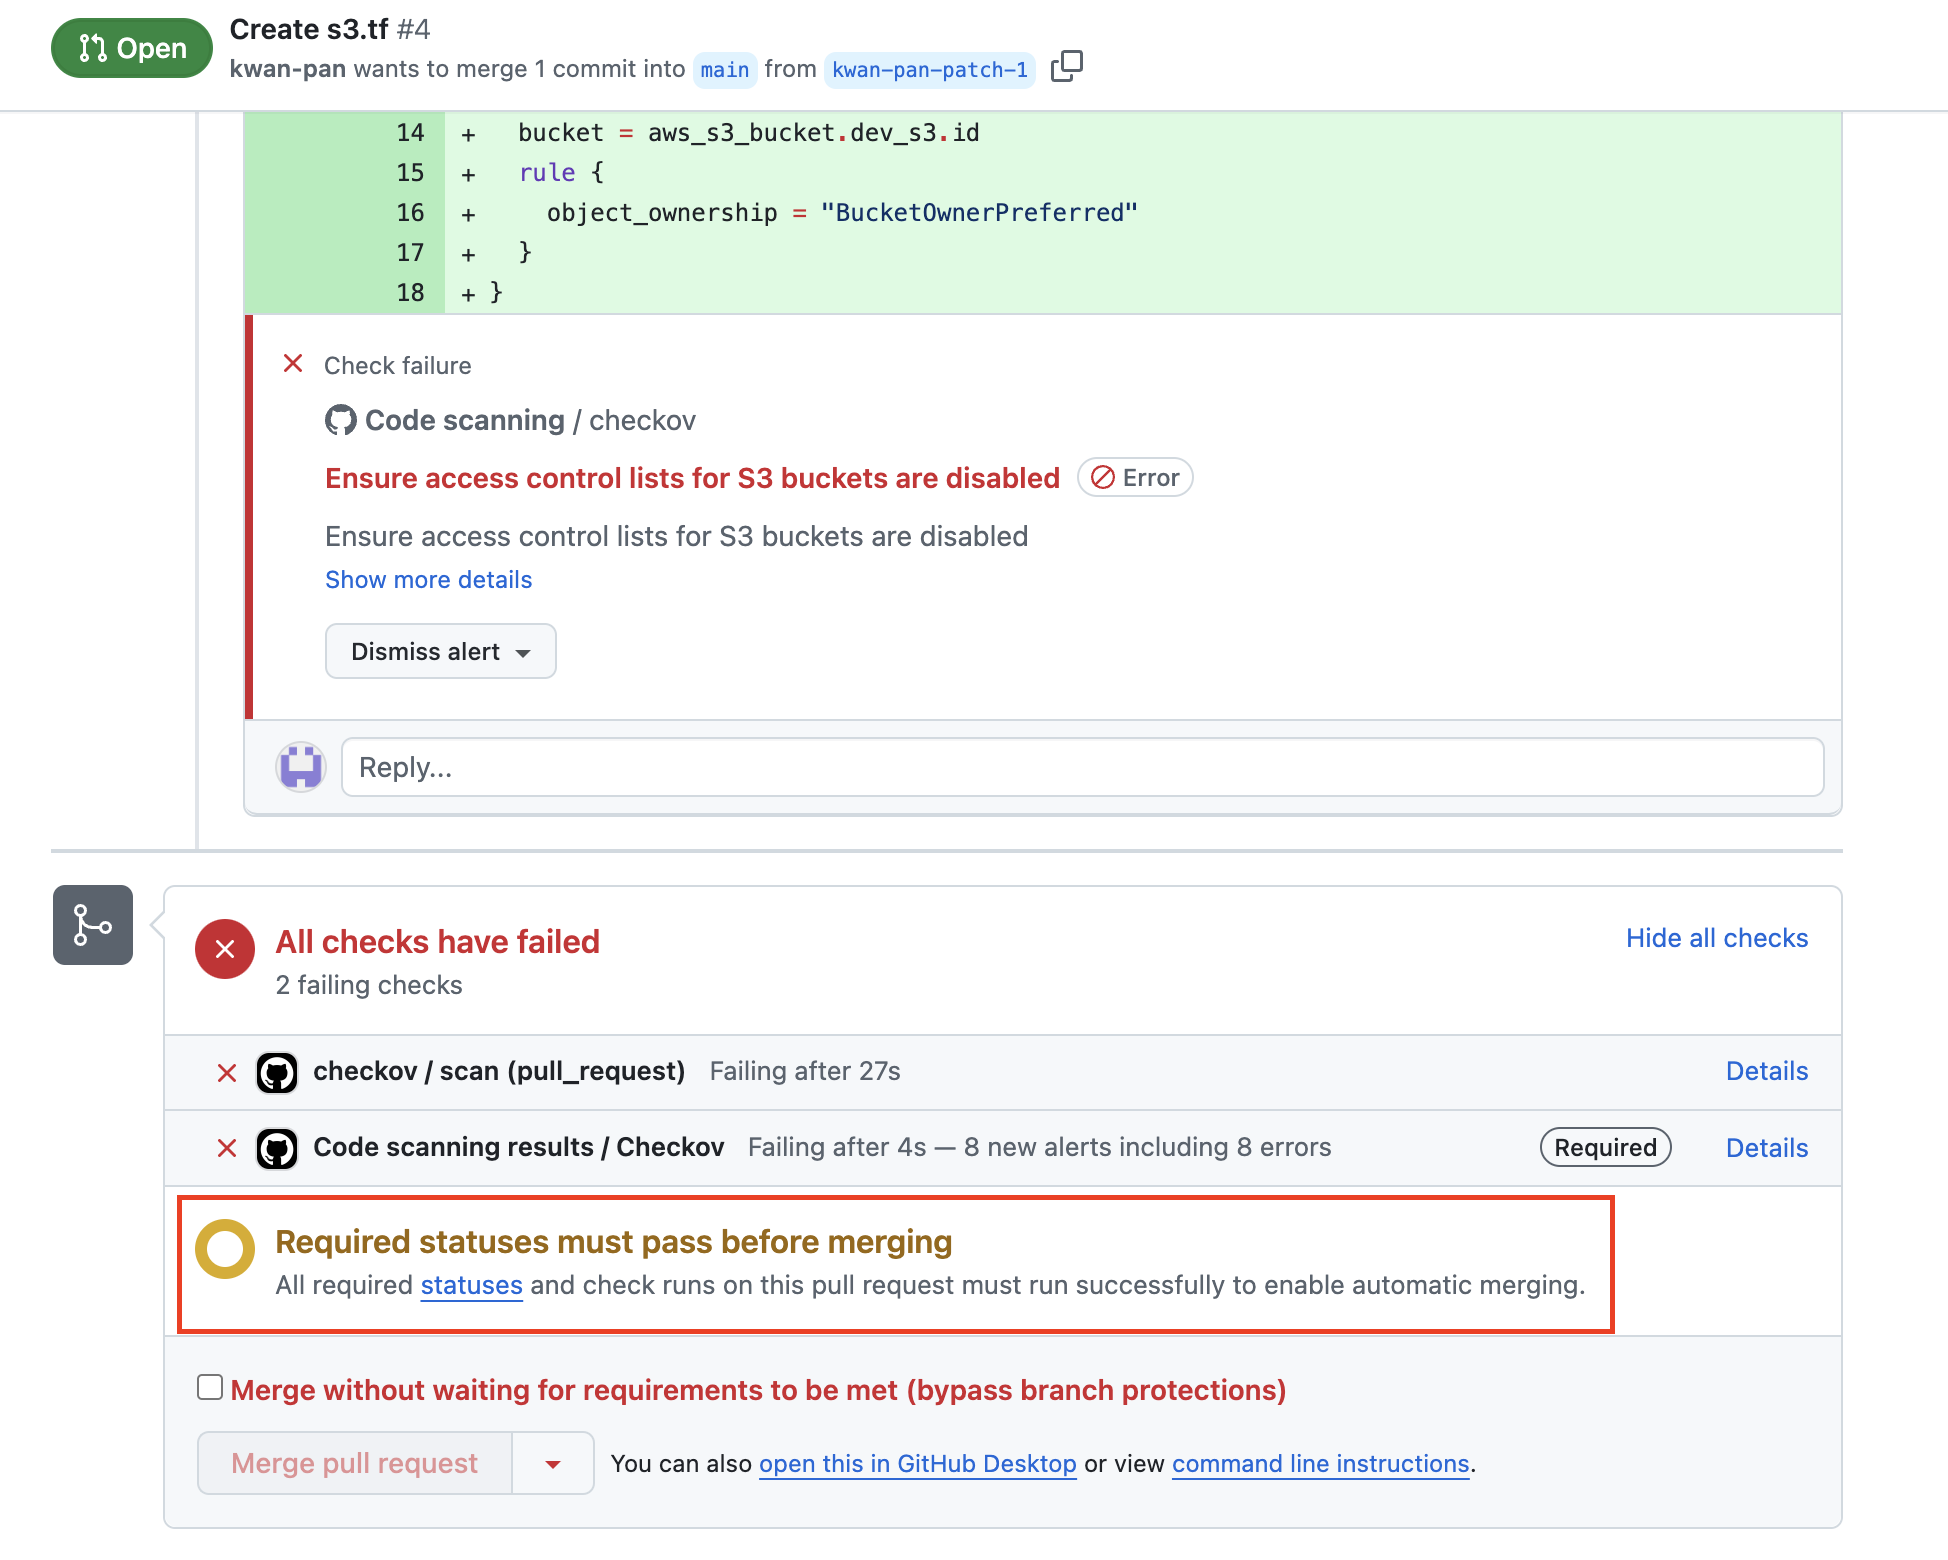 Open
Create s3.tf #4
kwan-pan wants to merge 1 commit into main from kwan-pan-patch-1
14 + bucket = aws_s3_bucket.dev_s3.id
15 + rule {
16 + object_ownership = "BucketOwnerPreferred"
17 + }
18 + }
Check failure
Code scanning / checkov
Ensure access control lists for S3 buckets are disabled Error
Ensure access control lists for S3 buckets are disabled
Show more details
Dismiss alert
Reply...
All checks have failed
Hide all checks
2 failing checks
checkov / scan (pull_request) Failing after 27s Details
Code scanning results / Checkov Failing after 4s — 8 new alerts including 8 errors Required Details
Required statuses must pass before merging
All required statuses and check runs on this pull request must run successfully to enable automatic merging.
Merge without waiting for requirements to be met (bypass branch protections)
Merge pull request You can also open this in GitHub Desktop or view command line instructions.